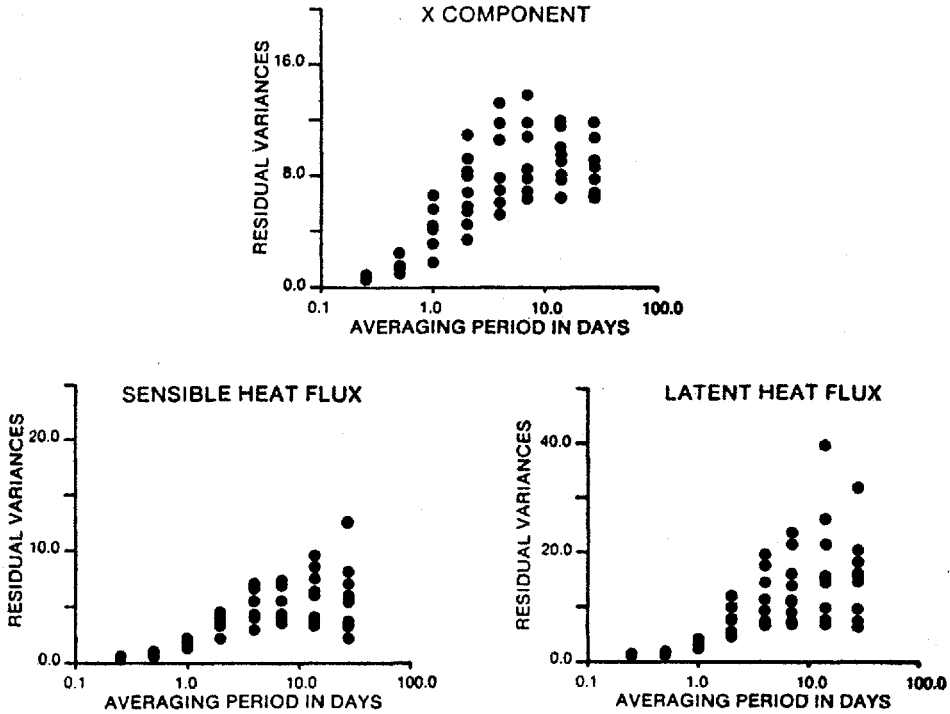 X COMPONENT
RESIDUAL VARIANCES
16.0
8.0
0.0
0.1 1.0 10.0 100.0
AVERAGING PERIOD IN DAYS
SENSIBLE HEAT FLUX
RESIDUAL VARIANCES
20.0
10.0
0.0
0.1 1.0 10.0 100.0
AVERAGING PERIOD IN DAYS
LATENT HEAT FLUX
RESIDUAL VARIANCES
40.0
20.0
0.0
0.1 1.0 10.0 100.0
AVERAGING PERIOD IN DAYS